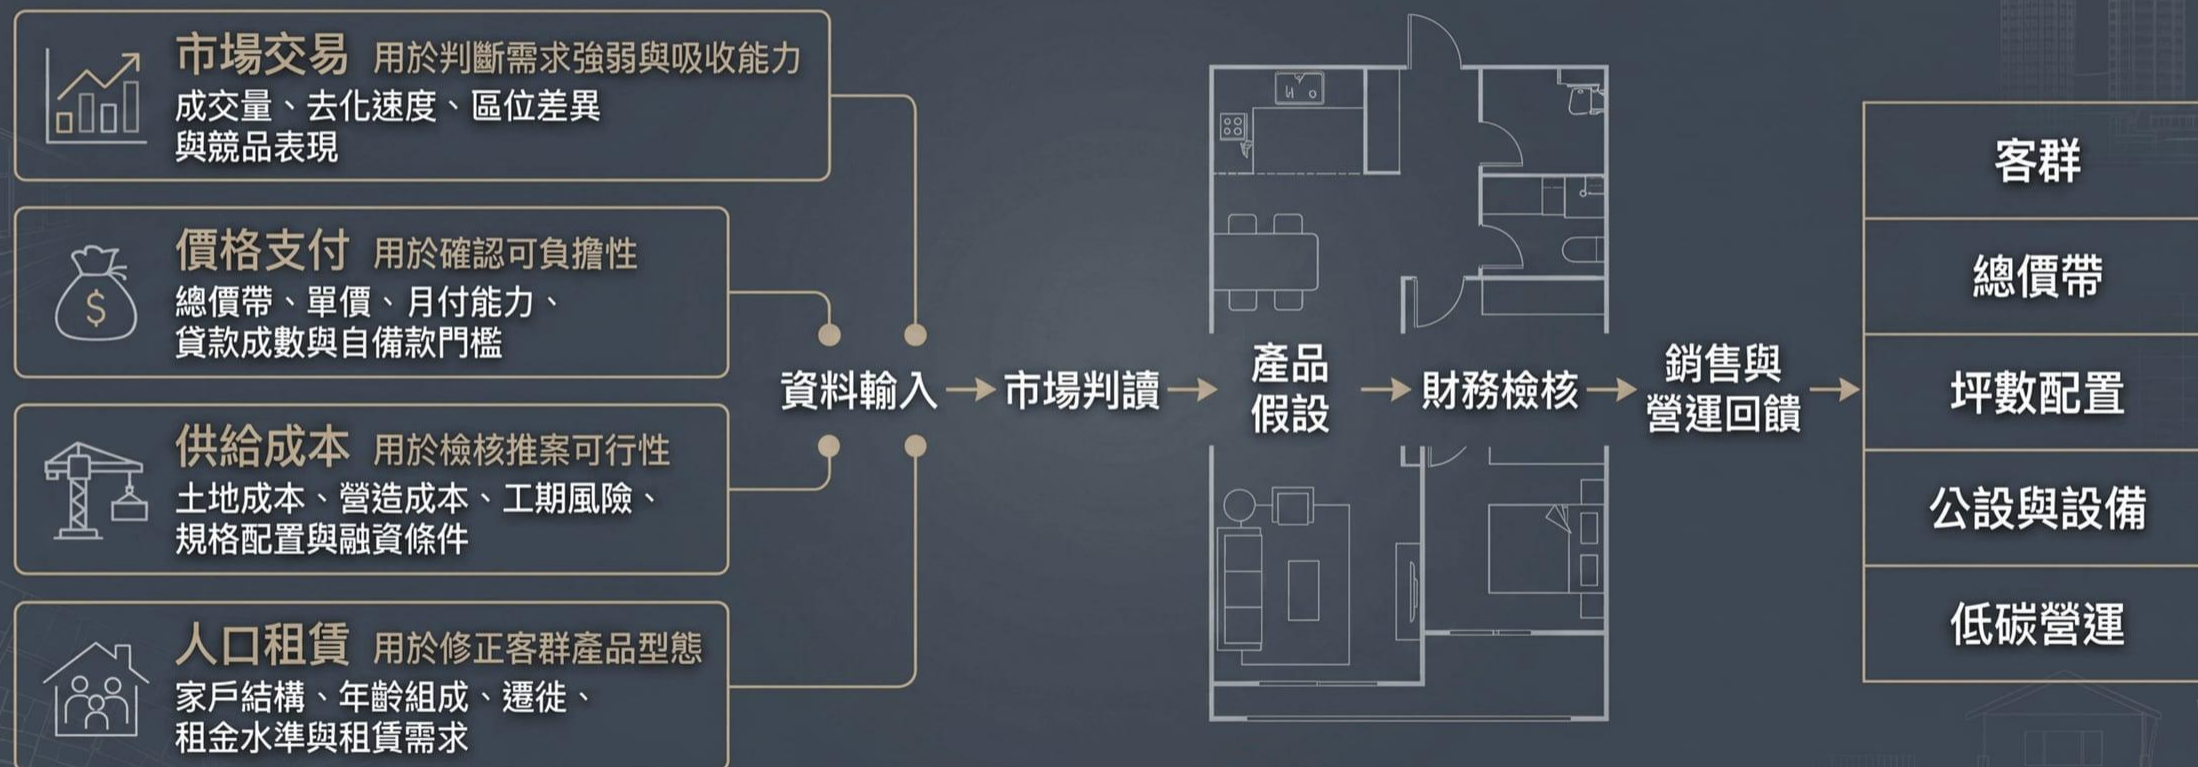 市場交易 用於判斷需求強弱與吸收能力
成交量、去化速度、區位差異
與競品表現
價格支付 用於確認可負擔性
$
總價帶、單價、月付能力、
貸款成數與自備款門檻
供給成本 用於檢核推案可行性
土地成本、營造成本、工期風險、
規格配置與融資條件
人口租賃 用於修正客群產品型態
家戶結構、年齡組成、遷徙、
租金水準與租賃需求
資料輸入
市場判讀
產品
假設
財務檢核
銷售與
營運回饋
客群
總價帶
坪數配置
公設與設備
低碳營運